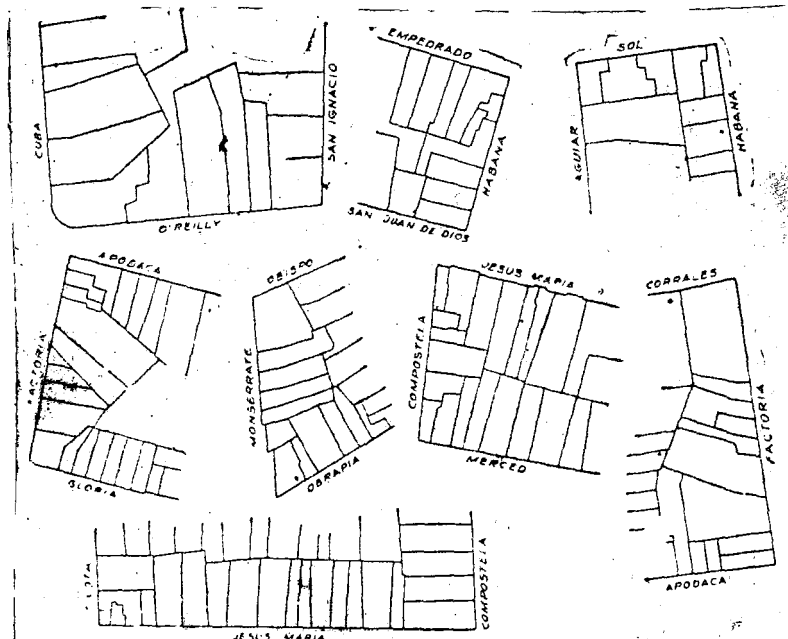 CUBA
SAN IGNACIO
O'REILLY
EMPEDRADO
HABANA
SAN JUAN DE DIOS
SOL
AGUIAR
HABANA
APODACA
FACTORIA
GLORIA
OBISPO
MONSERRATE
OBRAPIA
JESUS MARIA
COMPOSTELA
MERCED
CORRALES
FACTORIA
APODACA
COMPOSTELA
JESUS MARIA